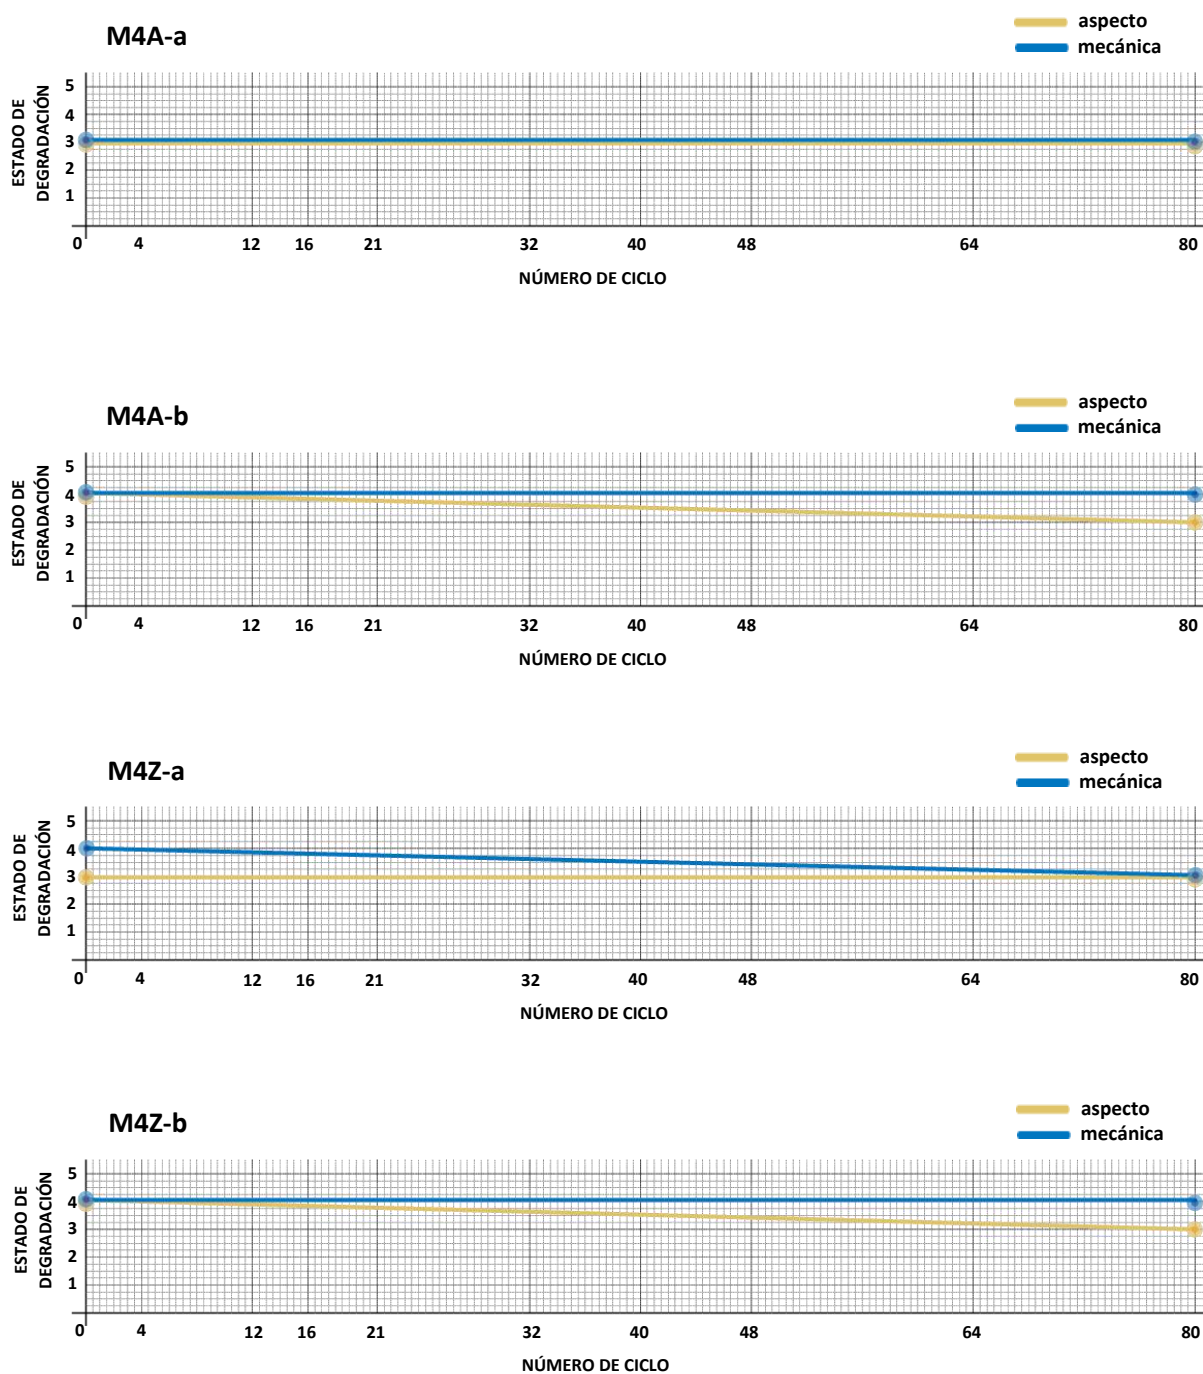 M4A-a
aspecto
mecánica
ESTADO DE
DEGRADACIÓN
5
4
3
2
1
0 4 12 16 21 32 40 48 64 80
NÚMERO DE CICLO
M4A-b
aspecto
mecánica
ESTADO DE
DEGRADACIÓN
5
4
3
2
1
0 4 12 16 21 32 40 48 64 80
NÚMERO DE CICLO
M4Z-a
aspecto
mecánica
ESTADO DE
DEGRADACIÓN
5
4
3
2
1
0 4 12 16 21 32 40 48 64 80
NÚMERO DE CICLO
M4Z-b
aspecto
mecánica
ESTADO DE
DEGRADACIÓN
5
4
3
2
1
0 4 12 16 21 32 40 48 64 80
NÚMERO DE CICLO